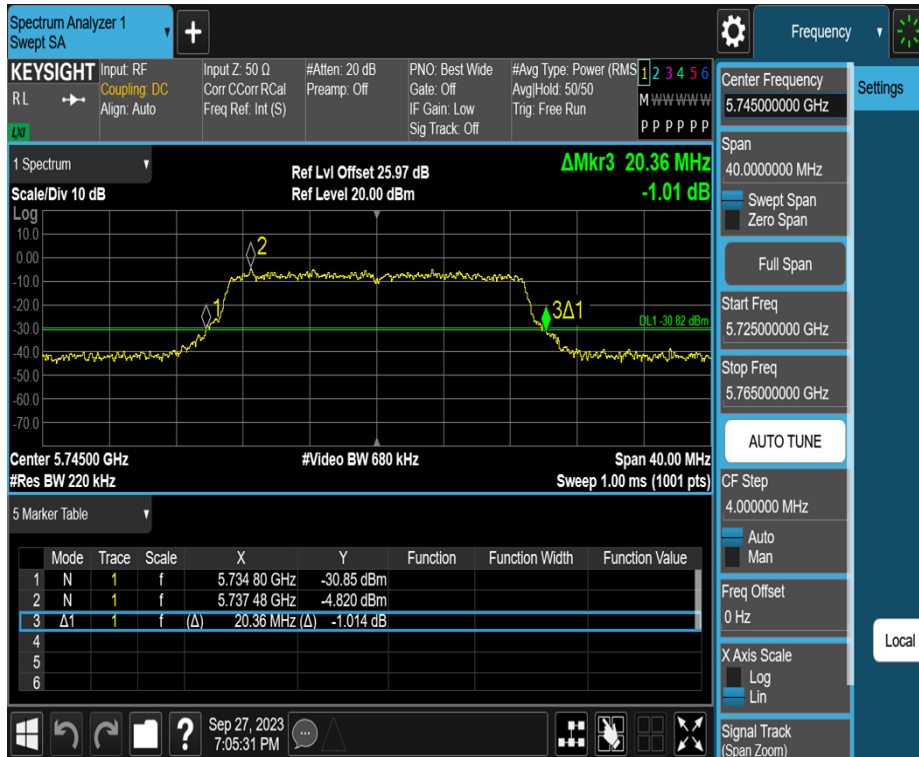 Spectrum Analyzer 1
Swept SA
+
Frequency
KEYSIGHT
RL
LXI
Input: RF
Coupling: DC
Align: Auto
Input Z: 50 Ω
Corr CCorr RCal
Freq Ref: Int (S)
#Atten: 20 dB
Preamp: Off
PNO: Best Wide
Gate: Off
IF Gain: Low
Sig Track: Off
#Avg Type: Power (RMS
Avg|Hold: 50/50
Trig: Free Run
1 2 3 4 5 6
M W W W W W
P P P P P P
1 Spectrum
Scale/Div 10 dB
Ref Lvl Offset 25.97 dB
Ref Level 20.00 dBm
ΔMkr3 20.36 MHz
-1.01 dB
Log
10.0
0.00
-10.0
-20.0
-30.0
-40.0
-50.0
-60.0
-70.0
2
1
3Δ1
DL1 -30.82 dBm
Center 5.74500 GHz
#Res BW 220 kHz
#Video BW 680 kHz
Span 40.00 MHz
Sweep 1.00 ms (1001 pts)
5 Marker Table
Mode Trace Scale X Y Function Function Width Function Value
1 N 1 f 5.734 80 GHz -30.85 dBm
2 N 1 f 5.737 48 GHz -4.820 dBm
3 Δ1 1 f (Δ) 20.36 MHz (Δ) -1.014 dB
4
5
6
?
Sep 27, 2023
7:05:31 PM
Center Frequency
5.745000000 GHz
Span
40.0000000 MHz
Swept Span
Zero Span
Full Span
Start Freq
5.725000000 GHz
Stop Freq
5.765000000 GHz
AUTO TUNE
CF Step
4.000000 MHz
Auto
Man
Freq Offset
0 Hz
X Axis Scale
Log
Lin
Signal Track
(Span Zoom)
Settings
Local